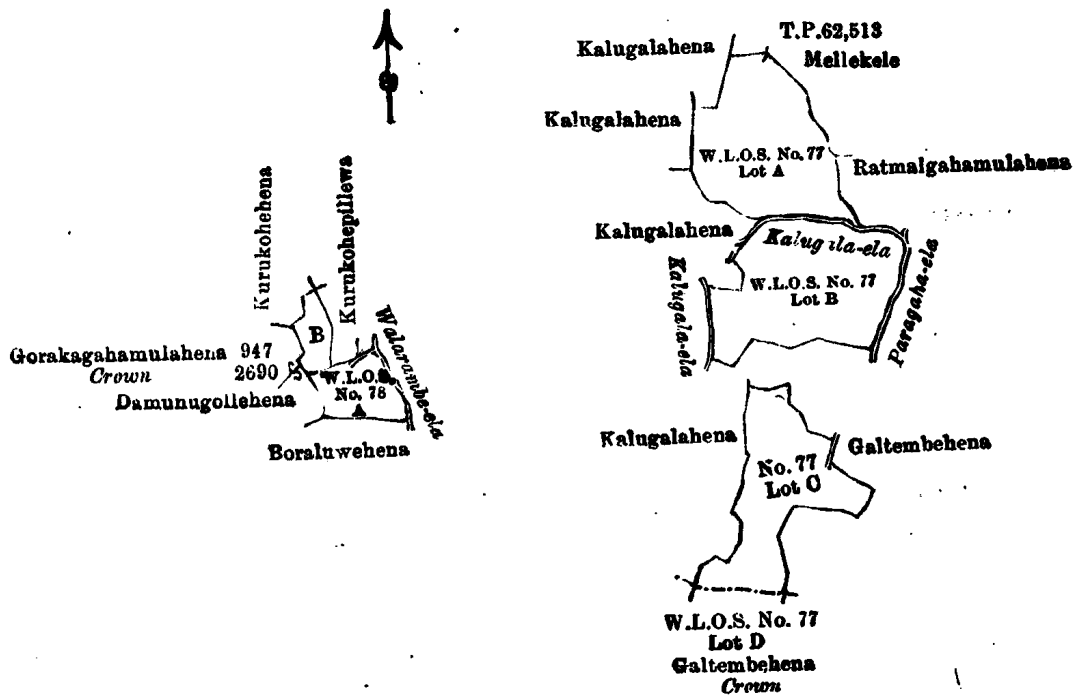 Kurukohehena
Kurukohepillewa
Walarambe-ela
B
Gorakagahamulahena 947
Crown 2690
Damunugollehena
W.L.O.S.
No. 78
A
Boraluwehena
T.P.62,513
Mellekele
Kalugalahena
Kalugalahena
W.L.O.S. No. 77
Lot A
Ratmalgahamulahena
Kalugalahena
Kalugala-ela
Kalugala-ela
W.L.O.S. No. 77
Lot B
Paragaha-ela
Kalugalahena
Galtembehena
No. 77
Lot C
W.L.O.S. No. 77
Lot D
Galtembehena
Crown